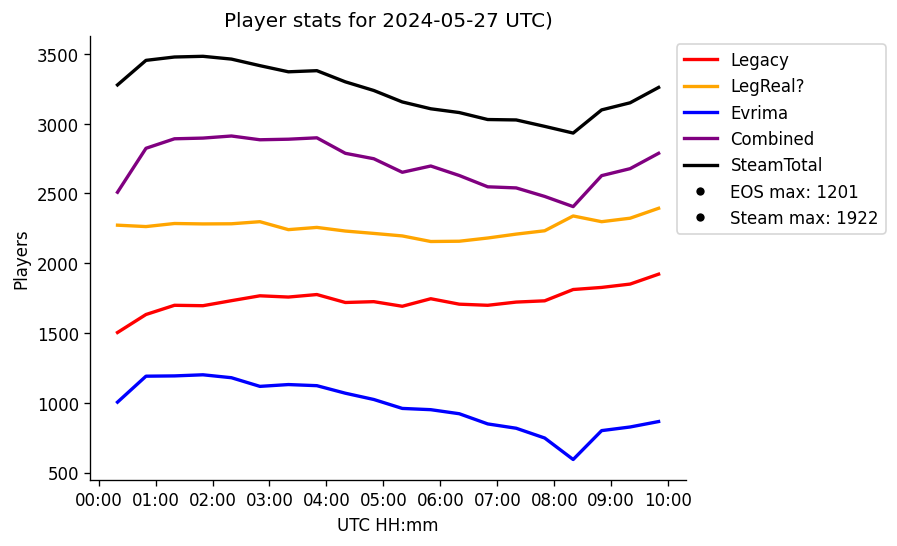 Player stats for 2024-05-27 UTC)
3500
3000
2500
2000
1500
1000
500
Players
00:00 01:00 02:00 03:00 04:00 05:00 06:00 07:00 08:00 09:00 10:00
UTC HH:mm
Legacy
LegReal?
Evrima
Combined
SteamTotal
EOS max: 1201
Steam max: 1922